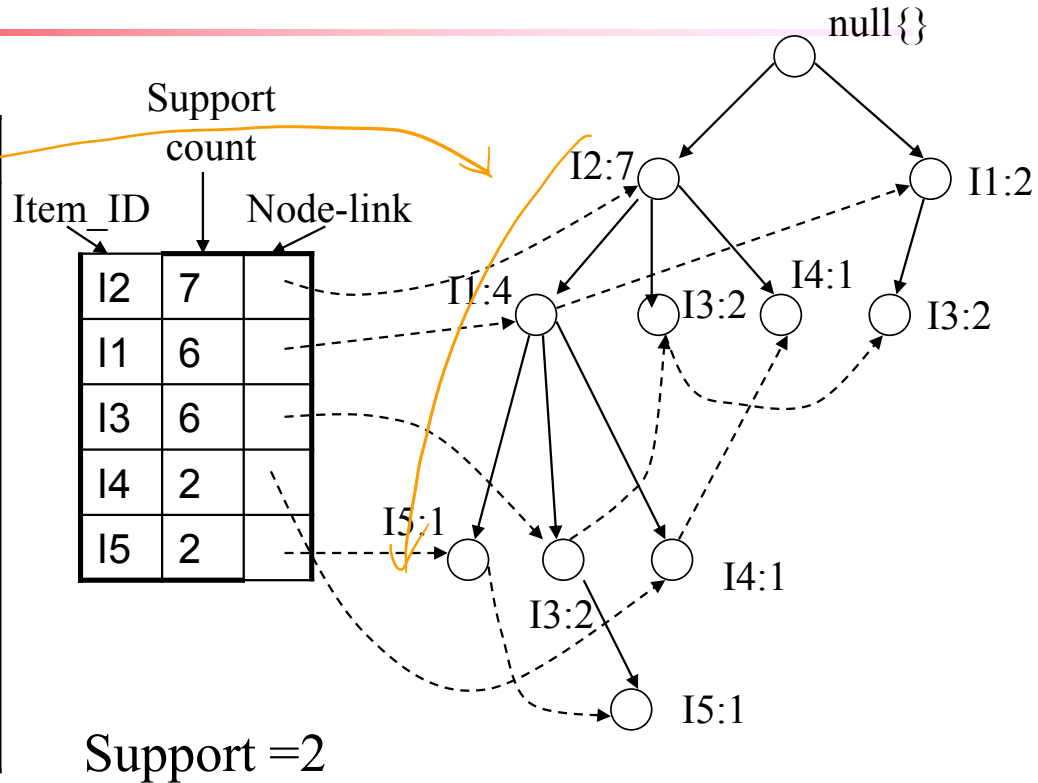 null{}
Support
count
Item_ID
Node-link
I2 7
I1 6
I3 6
I4 2
I5 2
I2:7
I1:2
I1:4
I3:2
I4:1
I3:2
I5:1
I3:2
I4:1
I5:1
Support =2